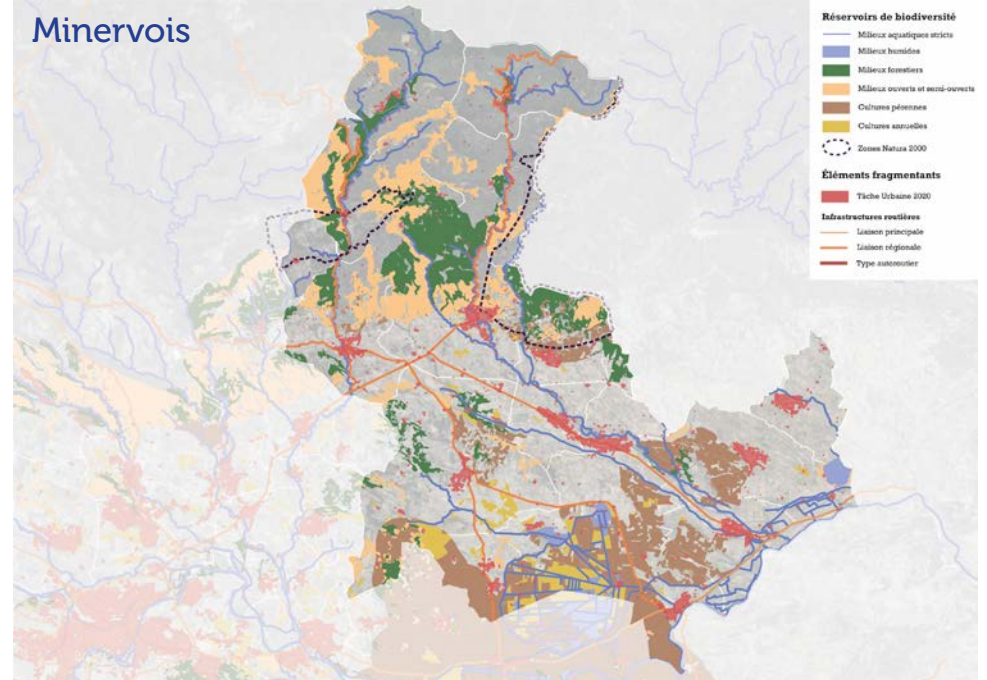 Minervois
Réservoirs de biodiversité
Milieux aquatiques stricts
Milieux humides
Milieux forestiers
Milieux ouverts et semi-ouverts
Cultures pérennes
Cultures annuelles
Zones Natura 2000
Éléments fragmentants
Tâche Urbaine 2020
Infrastructures routières
Liaison principale
Liaison régionale
Type autoroutier